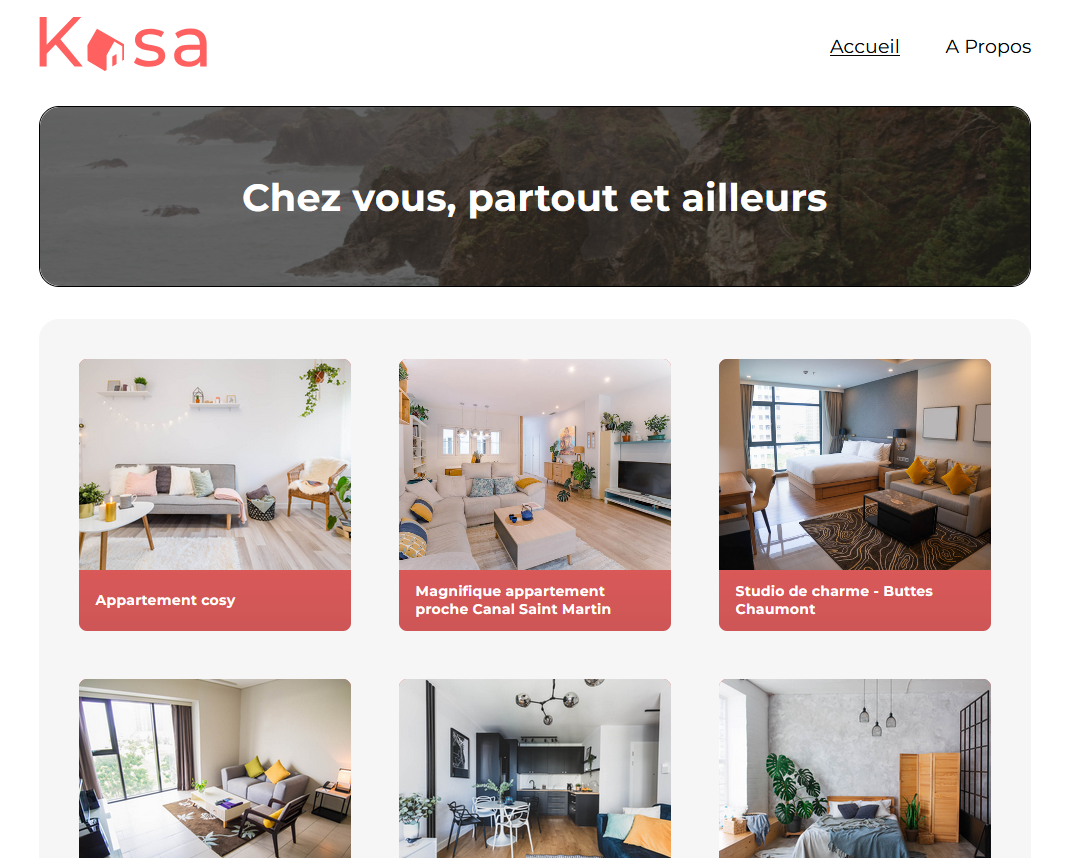 Kasa
Accueil
A Propos
Chez vous, partout et ailleurs
Appartement cosy
Magnifique appartement
proche Canal Saint Martin
Studio de charme - Buttes
Chaumont